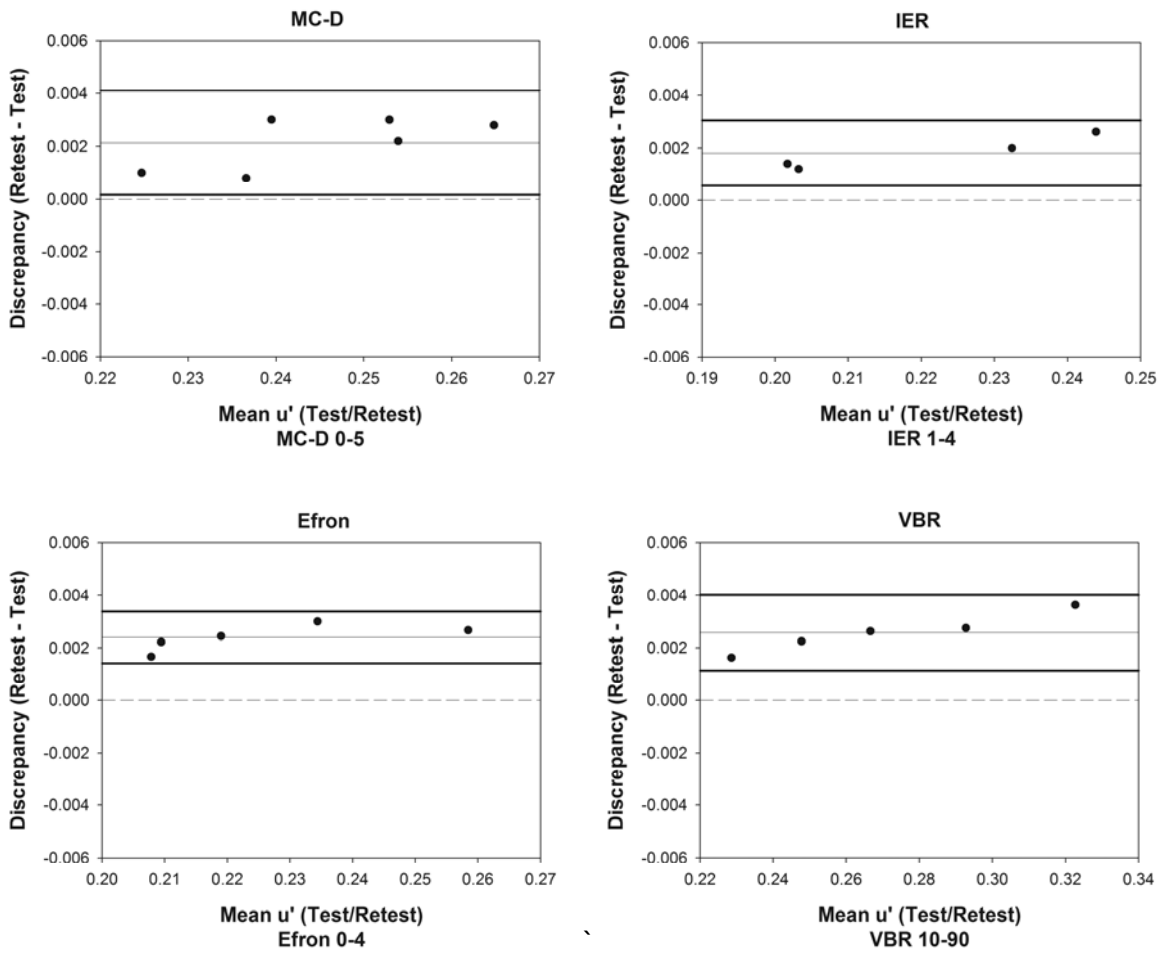 MC-D
0.006
0.004
0.002
0.000
-0.002
-0.004
-0.006
Discrepancy (Retest - Test)
0.22 0.23 0.24 0.25 0.26 0.27
Mean u' (Test/Retest)
MC-D 0-5
IER
0.006
0.004
0.002
0.000
-0.002
-0.004
-0.006
Discrepancy (Retest - Test)
0.19 0.20 0.21 0.22 0.23 0.24 0.25
Mean u' (Test/Retest)
IER 1-4
Efron
0.006
0.004
0.002
0.000
-0.002
-0.004
-0.006
Discrepancy (Retest - Test)
0.20 0.21 0.22 0.23 0.24 0.25 0.26 0.27
Mean u' (Test/Retest)
Efron 0-4
`
VBR
0.006
0.004
0.002
0.000
-0.002
-0.004
-0.006
Discrepancy (Retest - Test)
0.22 0.24 0.26 0.28 0.30 0.32 0.34
Mean u' (Test/Retest)
VBR 10-90